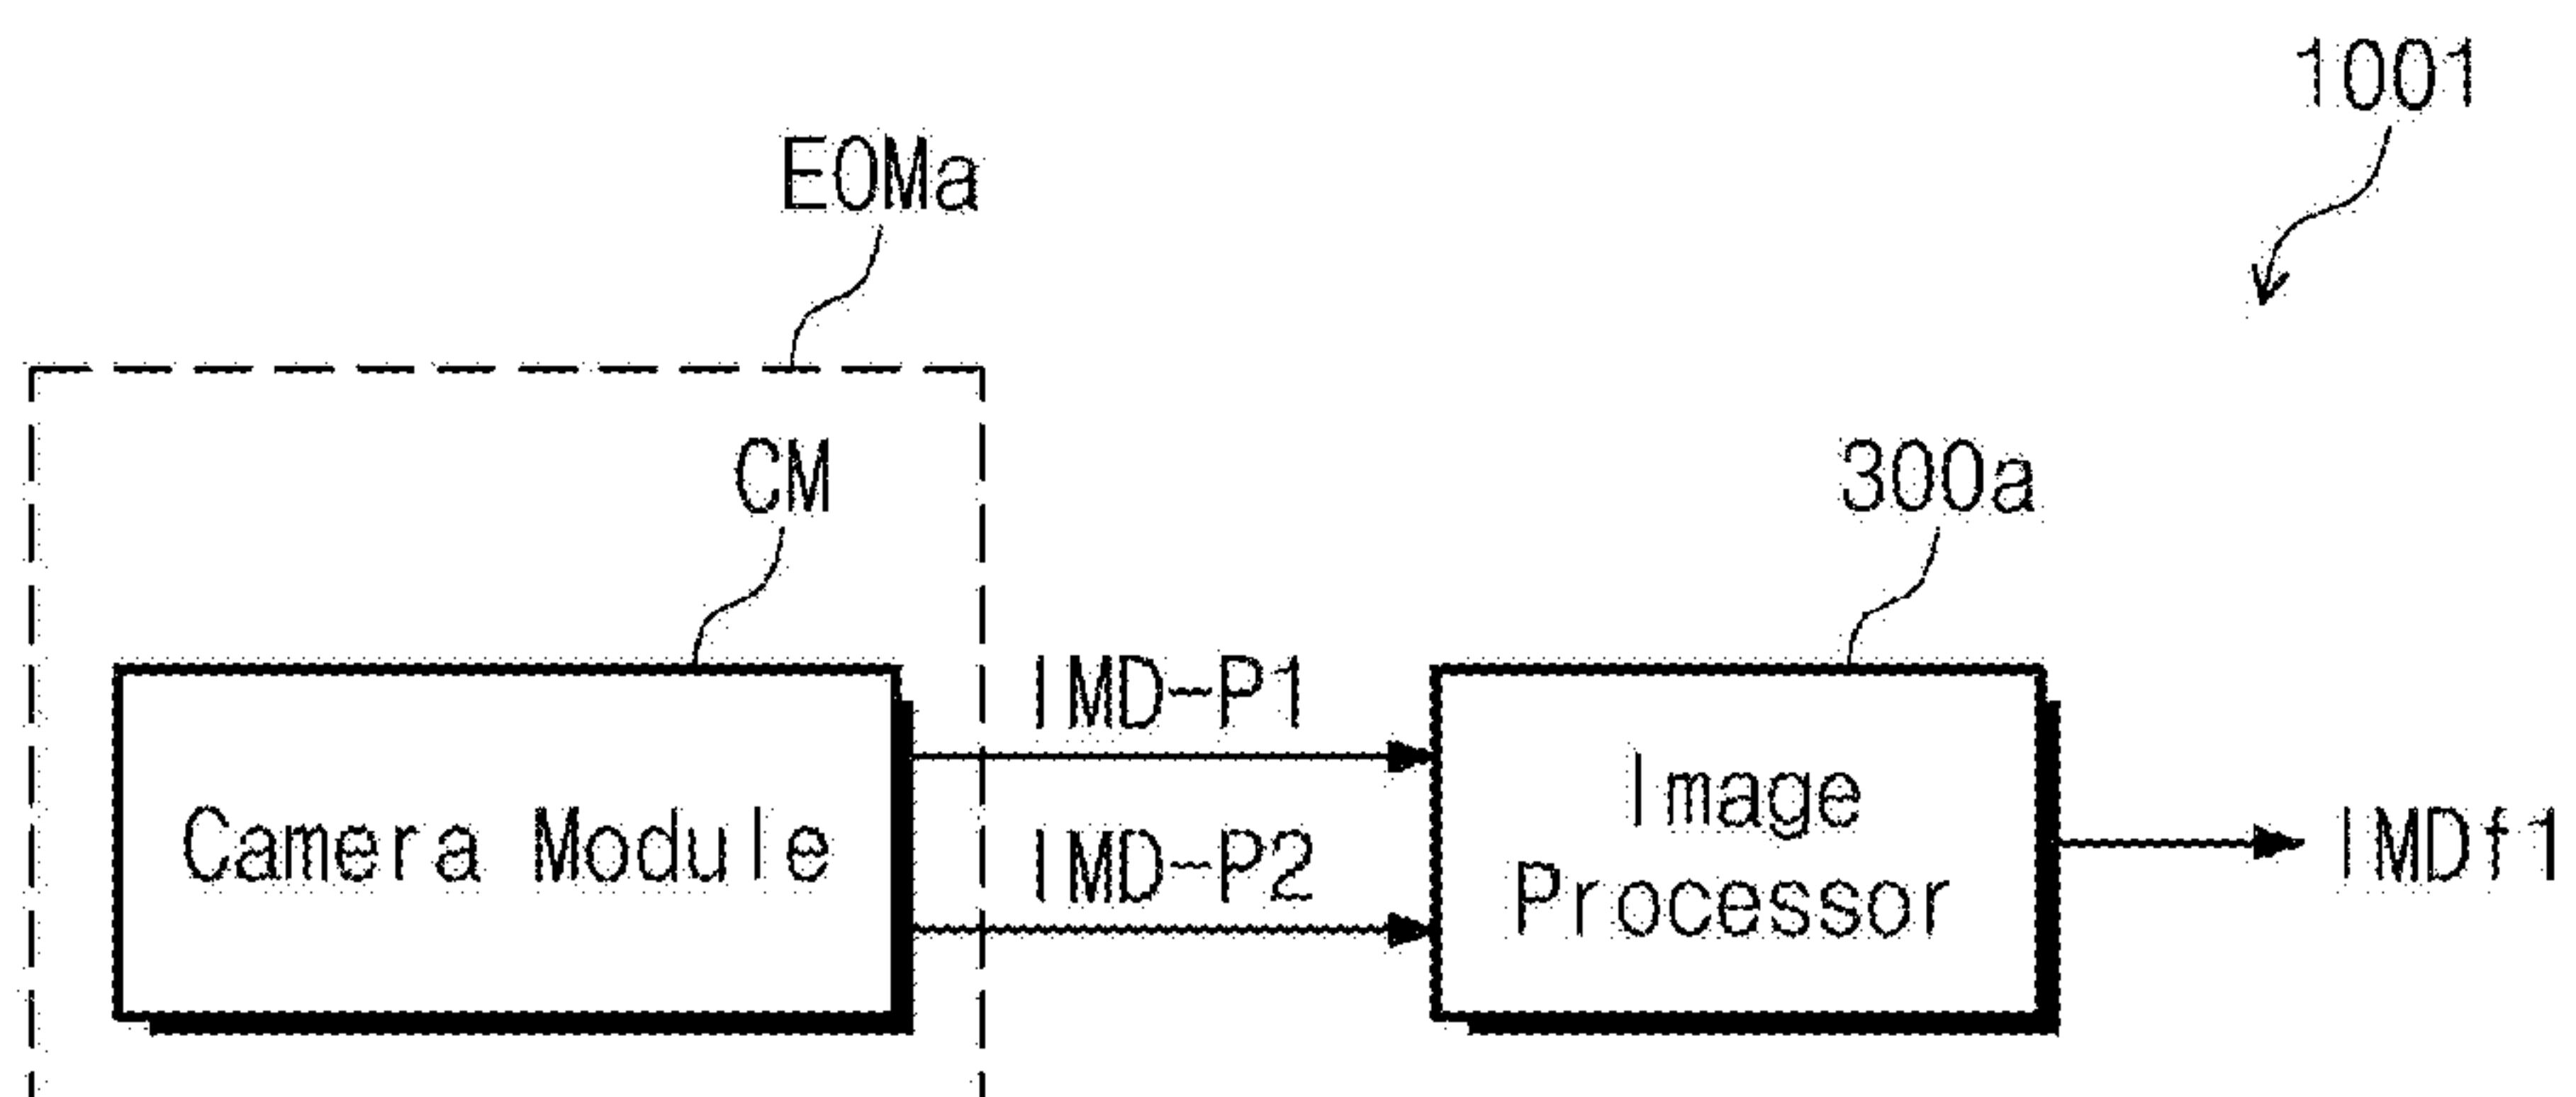 1001
EOMa
CM
300a
IMD-P1
Camera Module
IMD-P2
Image
Processor
IMDf1